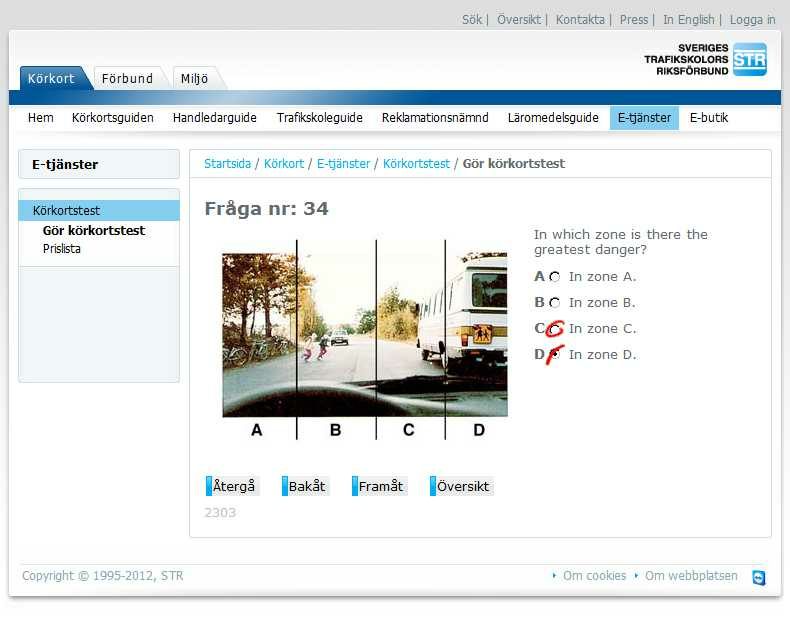 Sök | Översikt | Kontakta | Press | In English | Logga in
SVERIGES
TRAFIKSKOLORS
RIKSFÖRBUND
STR
Körkort Förbund Miljö
Hem Körkortsguiden Handledarguide Trafikskoleguide Reklamationsnämnd Läromedelsguide E-tjänster E-butik
E-tjänster
Körkortstest
Gör körkortstest
Prislista
Startsida / Körkort / E-tjänster / Körkortstest / Gör körkortstest
Fråga nr: 34
In which zone is there the
greatest danger?
A In zone A.
B In zone B.
C In zone C.
D In zone D.
A B C D
Återgå Bakåt Framåt Översikt
2303
Copyright © 1995-2012, STR
Om cookies Om webbplatsen